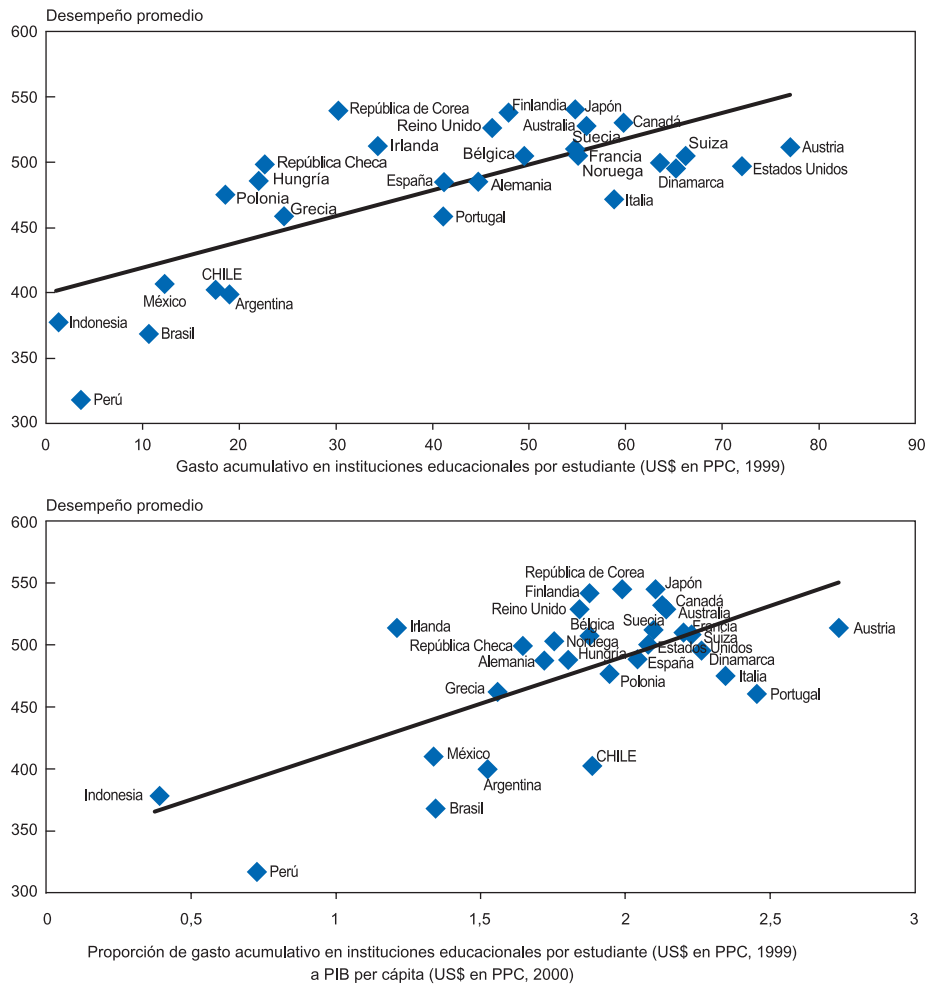 Desempeño promedio
600
550
500
450
400
350
300
República de Corea
Finlandia
Japón
Reino Unido
Australia
Canadá
Irlanda
Suecia
Bélgica
Francia
Suiza
Austria
República Checa
Noruega
Estados Unidos
Hungría
España
Alemania
Dinamarca
Polonia
Italia
Grecia
Portugal
CHILE
México
Argentina
Indonesia
Brasil
Perú
0 10 20 30 40 50 60 70 80 90
Gasto acumulativo en instituciones educacionales por estudiante (US$ en PPC, 1999)
Desempeño promedio
600
550
500
450
400
350
300
República de Corea
Japón
Finlandia
Canadá
Reino Unido
Australia
Irlanda
Bélgica
Suecia
Francia
Austria
República Checa
Noruega
Suiza
Estados Unidos
Alemania
Hungría
España
Dinamarca
Grecia
Polonia
Italia
Portugal
México
CHILE
Argentina
Indonesia
Brasil
Perú
0 0,5 1 1,5 2 2,5 3
Proporción de gasto acumulativo en instituciones educacionales por estudiante (US$ en PPC, 1999)
a PIB per cápita (US$ en PPC, 2000)